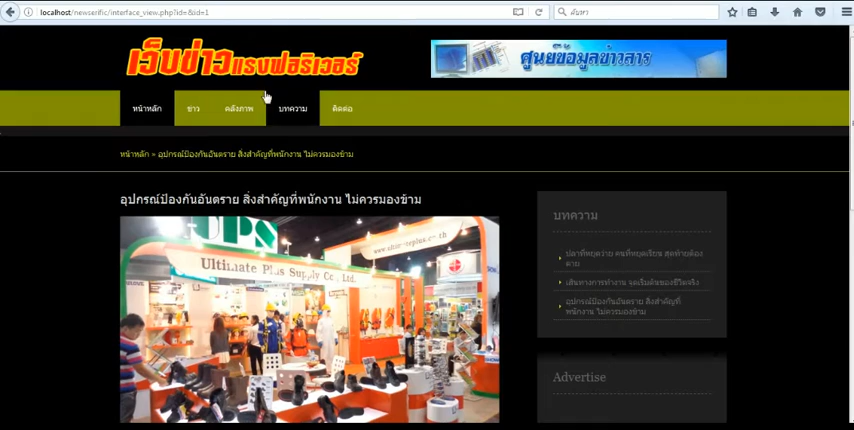 localhost/newserific/interface_view.php?id=&id=1
ค้นหา
เว็บข่าวแรงฟอริเวอร์
ศูนย์ข้อมูลข่าวสาร
หน้าหลัก ข่าว คลังภาพ บทความ ติดต่อ
หน้าหลัก » อุปกรณ์ป้องกันอันตราย สิ่งสำคัญที่พนักงาน ไม่ควรมองข้าม
อุปกรณ์ป้องกันอันตราย สิ่งสำคัญที่พนักงาน ไม่ควรมองข้าม
UPS
www.ultimateplus.co.th
Ultimate Plus Supply Co., Ltd.
บทความ
ปลาที่หยุดว่าย คนที่หยุดเรียน สุดท้ายต้อง
ตาย
เส้นทางการทำงาน จุดเริ่มต้นของชีวิตจริง
อุปกรณ์ป้องกันอันตราย สิ่งสำคัญที่
พนักงาน ไม่ควรมองข้าม
Advertise